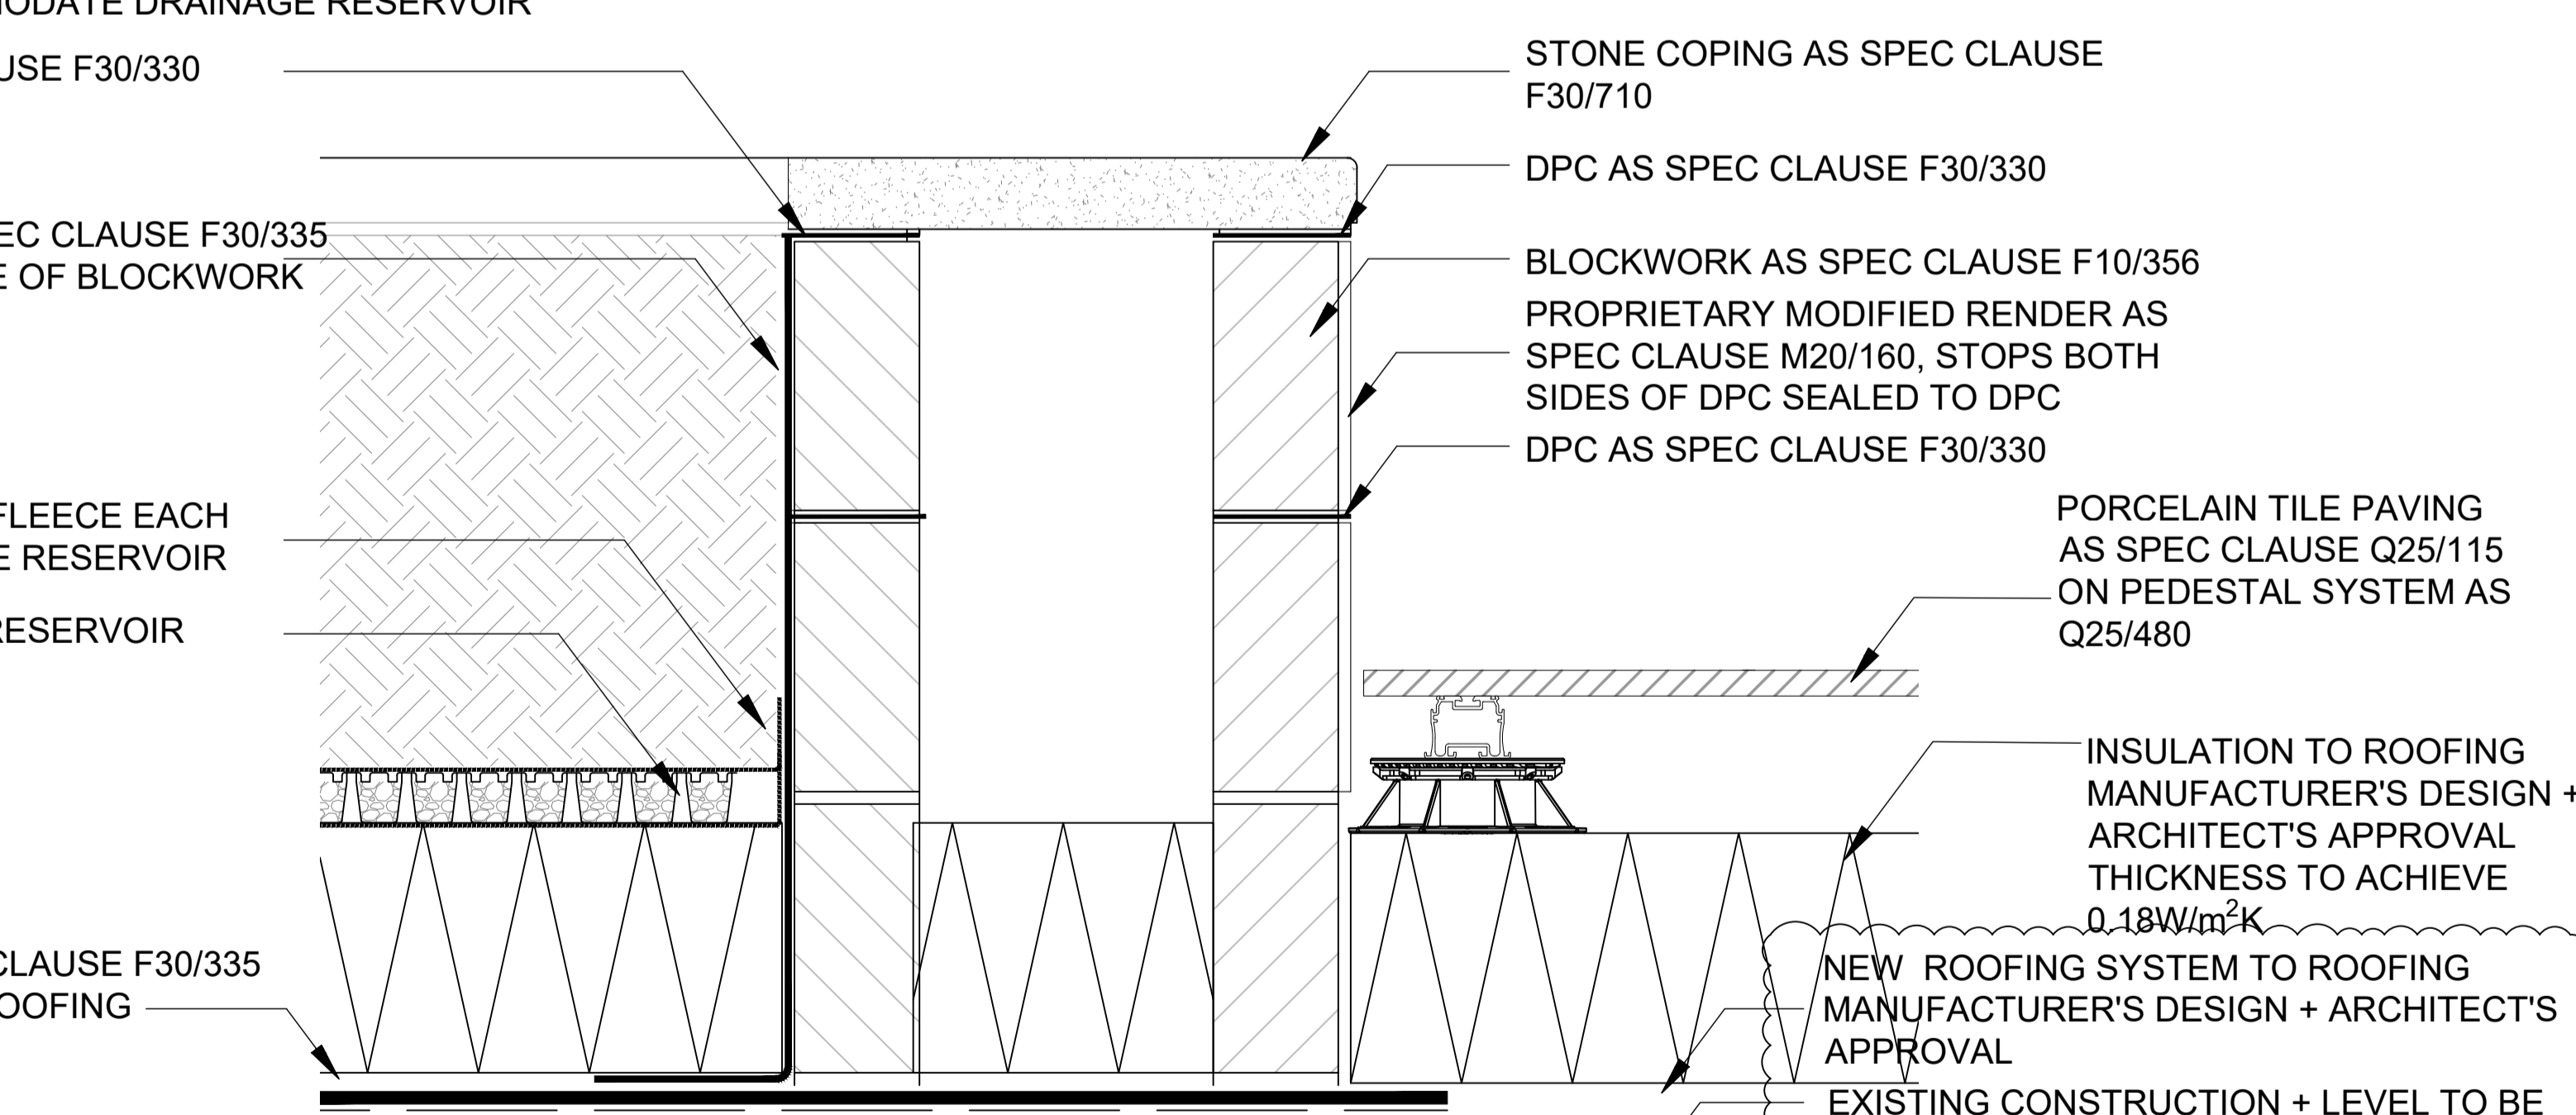 DRAINAGE RESERVOIR
CLAUSE F30/330
SPEC CLAUSE F30/335
OF BLOCKWORK
FLEECE EACH
RESERVOIR
RESERVOIR
CLAUSE F30/335
ROOFING
STONE COPING AS SPEC CLAUSE
F30/710
DPC AS SPEC CLAUSE F30/330
BLOCKWORK AS SPEC CLAUSE F10/356
PROPRIETARY MODIFIED RENDER AS
SPEC CLAUSE M20/160, STOPS BOTH
SIDES OF DPC SEALED TO DPC
DPC AS SPEC CLAUSE F30/330
PORCELAIN TILE PAVING
AS SPEC CLAUSE Q25/115
ON PEDESTAL SYSTEM AS
Q25/480
INSULATION TO ROOFING
MANUFACTURER'S DESIGN +
ARCHITECT'S APPROVAL
THICKNESS TO ACHIEVE
0.18W/m²K
NEW ROOFING SYSTEM TO ROOFING
MANUFACTURER'S DESIGN + ARCHITECT'S
APPROVAL
EXISTING CONSTRUCTION + LEVEL TO BE